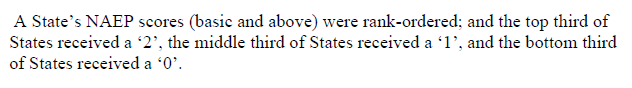 A State’s NAEP scores (basic and above) were rank-ordered; and the top third of
States received a ‘2’, the middle third of States received a ‘1’, and the bottom third
of States received a ‘0’.